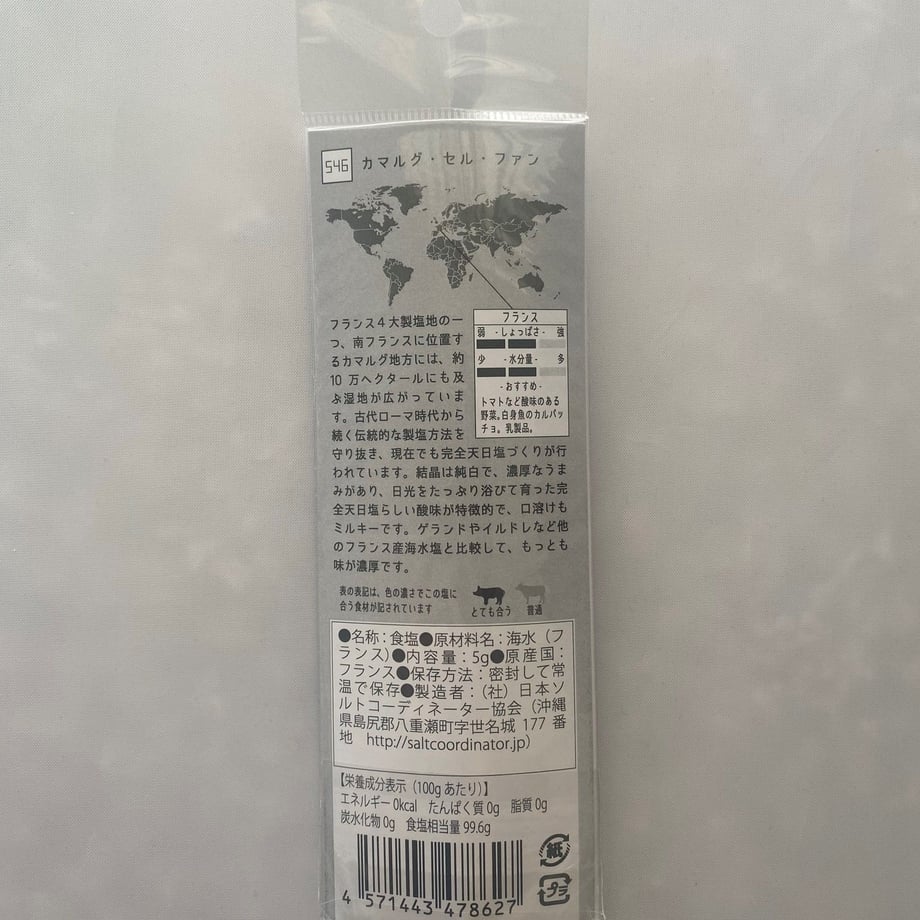 546 カマルグ・セル・ファン
フランス4大製塩地の一
つ、南フランスに位置す
るカマルグ地方には、約
10万ヘクタールにも及
ぶ湿地が広がっていま
す。古代ローマ時代から
続く伝統的な製塩方法を
守り抜き、現在でも完全天日塩づくりが行
われています。結晶は純白で、濃厚なうま
みがあり、日光をたっぷり浴びて育った完
全天日塩らしい酸味が特徴的で、口溶けも
ミルキーです。ゲランドやイルドレなど他
のフランス産海水塩と比較して、もっとも
味が濃厚です。
フランス
弱 -しょっぱさ- 強
少 -水分量- 多
-おすすめ-
トマトなど酸味のある
野菜。白身魚のカルパッ
チョ。乳製品。
表の表記は、色の濃さでこの塩に
合う食材が記されています
とても合う 普通
●名称：食塩●原材料名：海水（フ
ランス）●内容量：5g●原産国：
フランス●保存方法：密封して常
温で保存●製造者：（社）日本ソ
ルトコーディネーター協会（沖縄
県島尻郡八重瀬町字世名城 177 番
地 http://saltcoordinator.jp）
【栄養成分表示（100gあたり）】
エネルギー0kcal たんぱく質0g 脂質0g
炭水化物0g 食塩相当量99.6g
紙
プラ
4 571443 478627